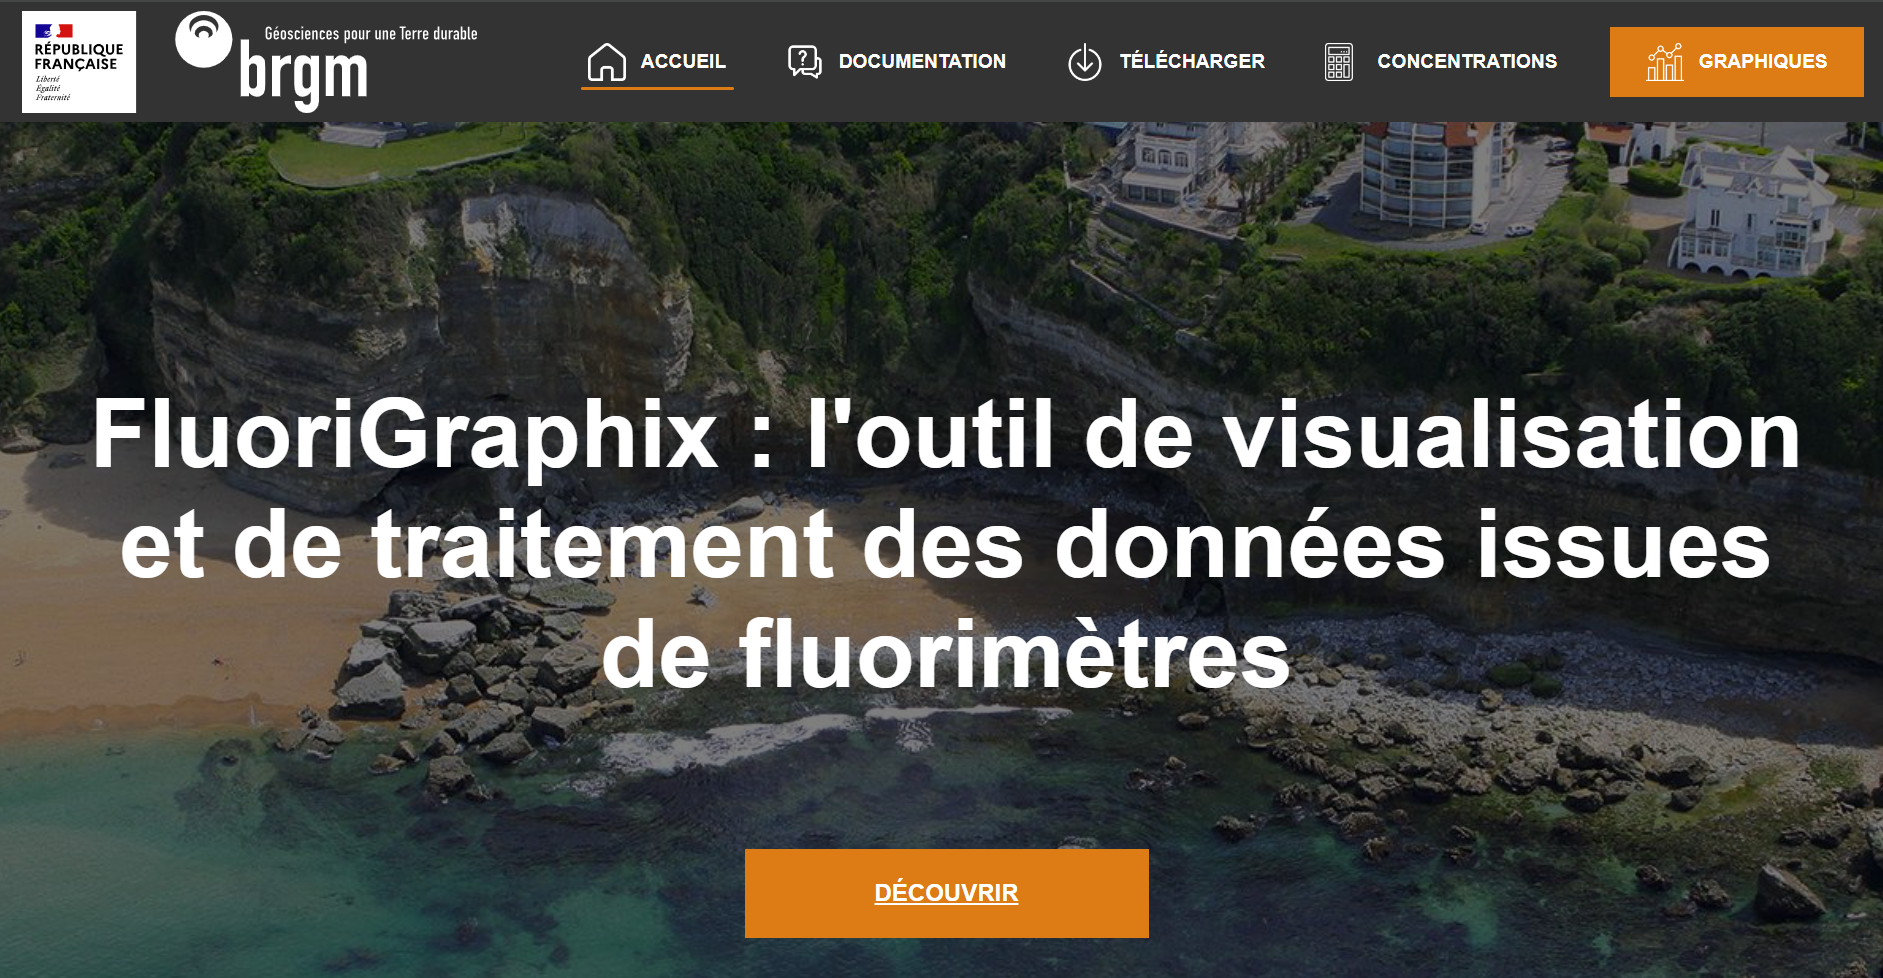 RÉPUBLIQUE
FRANÇAISE
Liberté
Égalité
Fraternité
Géosciences pour une Terre durable
brgm
ACCUEIL
DOCUMENTATION
TÉLÉCHARGER
CONCENTRATIONS
GRAPHIQUES
FluoriGraphix : l'outil de visualisation
et de traitement des données issues
de fluorimètres
DÉCOUVRIR